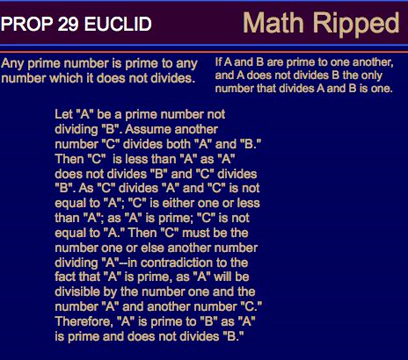 PROP 29 EUCLID
Math Ripped
Any prime number is prime to any
number which it does not divides.
If A and B are prime to one another,
and A does not divides B the only
number that divides A and B is one.
Let "A" be a prime number not
dividing "B". Assume another
number "C" divides both "A" and "B."
Then "C" is less than "A" as "A"
does not divides "B" and "C" divides
"B". As "C" divides "A" and "C" is not
equal to "A"; "C" is either one or less
than "A"; as "A" is prime; "C" is not
equal to "A." Then "C" must be the
number one or else another number
dividing "A"--in contradiction to the
fact that "A" is prime, as "A" will be
divisible by the number one and the
number "A" and another number "C."
Therefore, "A" is prime to "B" as "A"
is prime and does not divides "B."